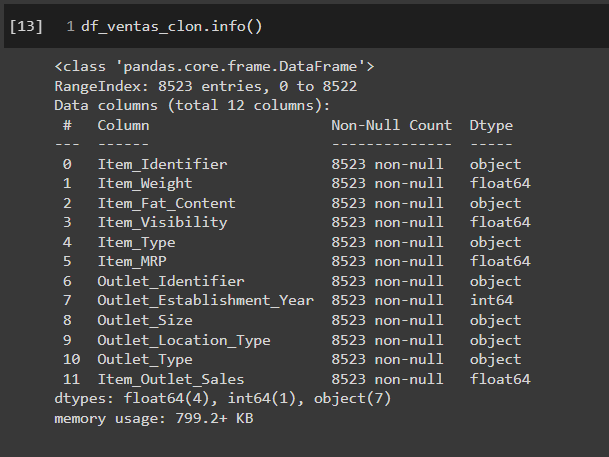 [13] 1 df_ventas_clon.info()
<class 'pandas.core.frame.DataFrame'>
RangeIndex: 8523 entries, 0 to 8522
Data columns (total 12 columns):
 #   Column                     Non-Null Count  Dtype
---  ------                     --------------  -----
 0   Item_Identifier            8523 non-null   object
 1   Item_Weight                8523 non-null   float64
 2   Item_Fat_Content           8523 non-null   object
 3   Item_Visibility            8523 non-null   float64
 4   Item_Type                  8523 non-null   object
 5   Item_MRP                   8523 non-null   float64
 6   Outlet_Identifier          8523 non-null   object
 7   Outlet_Establishment_Year  8523 non-null   int64
 8   Outlet_Size                8523 non-null   object
 9   Outlet_Location_Type       8523 non-null   object
 10  Outlet_Type                8523 non-null   object
 11  Item_Outlet_Sales          8523 non-null   float64
dtypes: float64(4), int64(1), object(7)
memory usage: 799.2+ KB